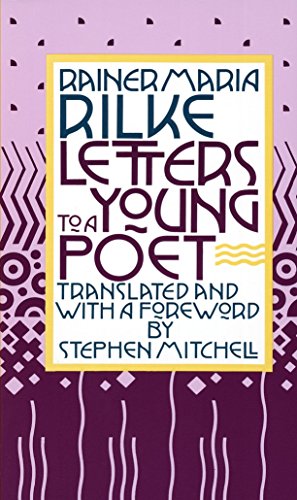 RAINER MARIA
RILKE
LETTERS
TO A YOUNG
POET
TRANSLATED AND
WITH A FOREWORD
BY
STEPHEN MITCHELL